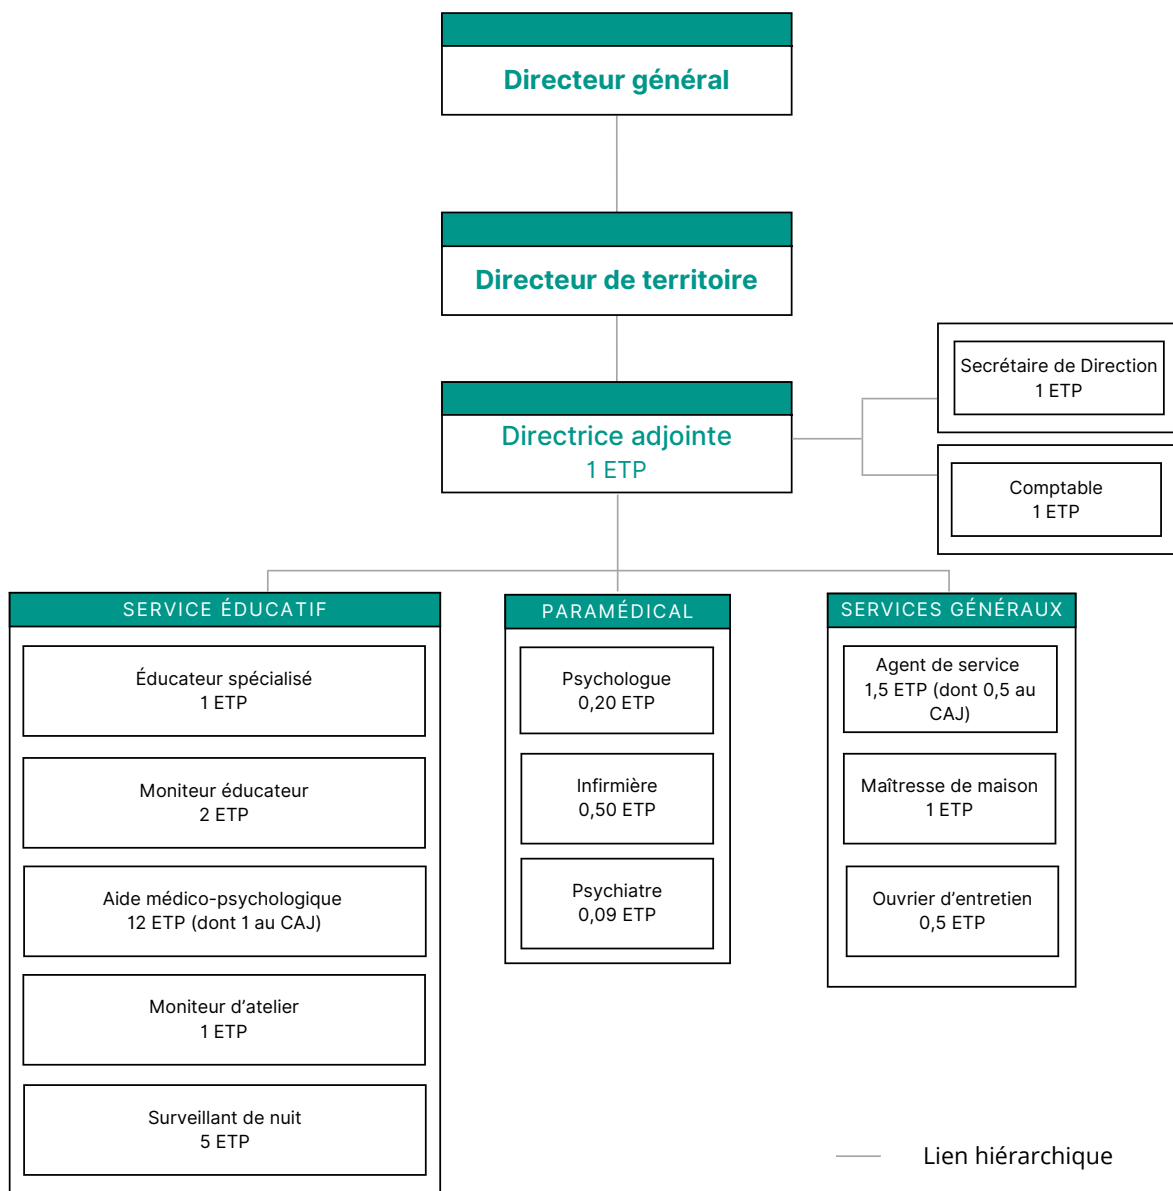 Directeur général
Directeur de territoire
Directrice adjointe
1 ETP
Secrétaire de Direction
1 ETP
Comptable
1 ETP
SERVICE ÉDUCATIF
Éducateur spécialisé
1 ETP
Moniteur éducateur
2 ETP
Aide médico-psychologique
12 ETP (dont 1 au CAJ)
Moniteur d’atelier
1 ETP
Surveillant de nuit
5 ETP
PARAMÉDICAL
Psychologue
0,20 ETP
Infirmière
0,50 ETP
Psychiatre
0,09 ETP
SERVICES GÉNÉRAUX
Agent de service
1,5 ETP (dont 0,5 au
CAJ)
Maîtresse de maison
1 ETP
Ouvrier d’entretien
0,5 ETP
Lien hiérarchique